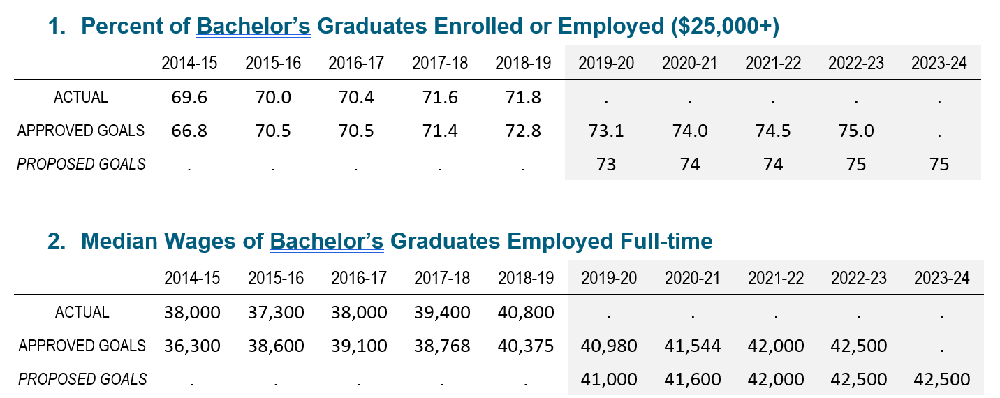 1. Percent of Bachelor’s Graduates Enrolled or Employed ($25,000+)
2014-15 2015-16 2016-17 2017-18 2018-19 2019-20 2020-21 2021-22 2022-23 2023-24
ACTUAL 69.6 70.0 70.4 71.6 71.8 . . . . .
APPROVED GOALS 66.8 70.5 70.5 71.4 72.8 73.1 74.0 74.5 75.0 .
PROPOSED GOALS . . . . . 73 74 74 75 75
2. Median Wages of Bachelor’s Graduates Employed Full-time
2014-15 2015-16 2016-17 2017-18 2018-19 2019-20 2020-21 2021-22 2022-23 2023-24
ACTUAL 38,000 37,300 38,000 39,400 40,800 . . . . .
APPROVED GOALS 36,300 38,600 39,100 38,768 40,375 40,980 41,544 42,000 42,500 .
PROPOSED GOALS . . . . . 41,000 41,600 42,000 42,500 42,500